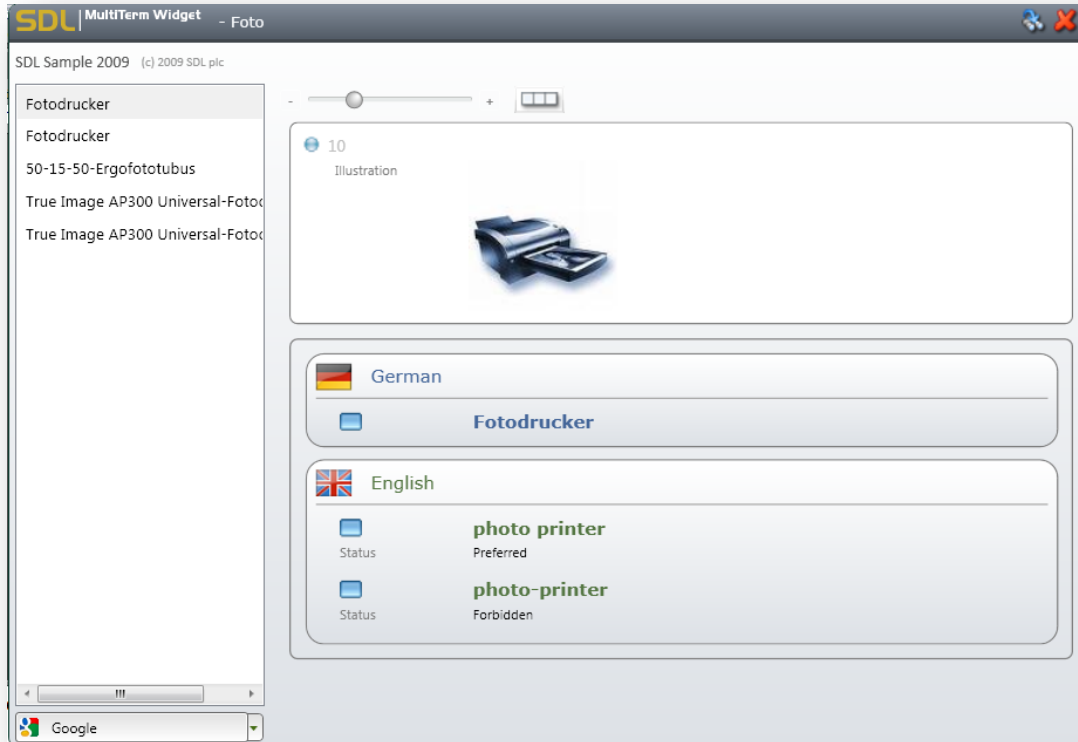 SDL MultiTerm Widget - Foto
SDL Sample 2009 (c) 2009 SDL plc
Fotodrucker
Fotodrucker
50-15-50-Ergofototubus
True Image AP300 Universal-Fotoc
True Image AP300 Universal-Fotoc
Google
- +
10
Illustration
German
Fotodrucker
English
photo printer
Status Preferred
photo-printer
Status Forbidden